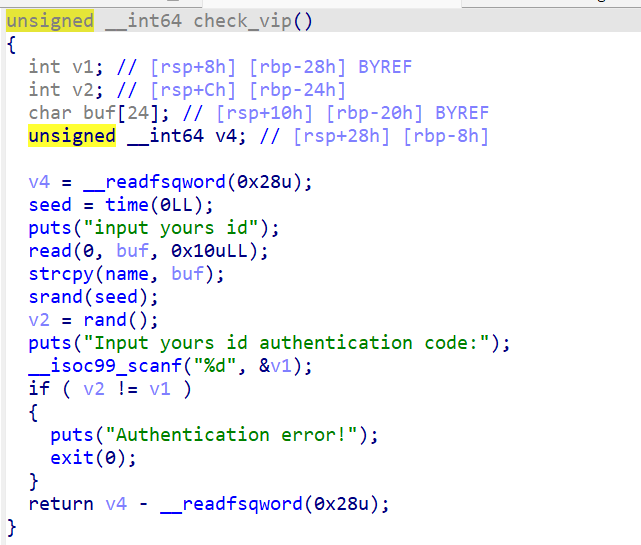 unsigned __int64 check_vip()
{
  int v1; // [rsp+8h] [rbp-28h] BYREF
  int v2; // [rsp+Ch] [rbp-24h]
  char buf[24]; // [rsp+10h] [rbp-20h] BYREF
  unsigned __int64 v4; // [rsp+28h] [rbp-8h]

  v4 = __readfsqword(0x28u);
  seed = time(0LL);
  puts("input yours id");
  read(0, buf, 0x10uLL);
  strcpy(name, buf);
  srand(seed);
  v2 = rand();
  puts("Input yours id authentication code:");
  __isoc99_scanf("%d", &v1);
  if ( v2 != v1 )
  {
    puts("Authentication error!");
    exit(0);
  }
  return v4 - __readfsqword(0x28u);
}